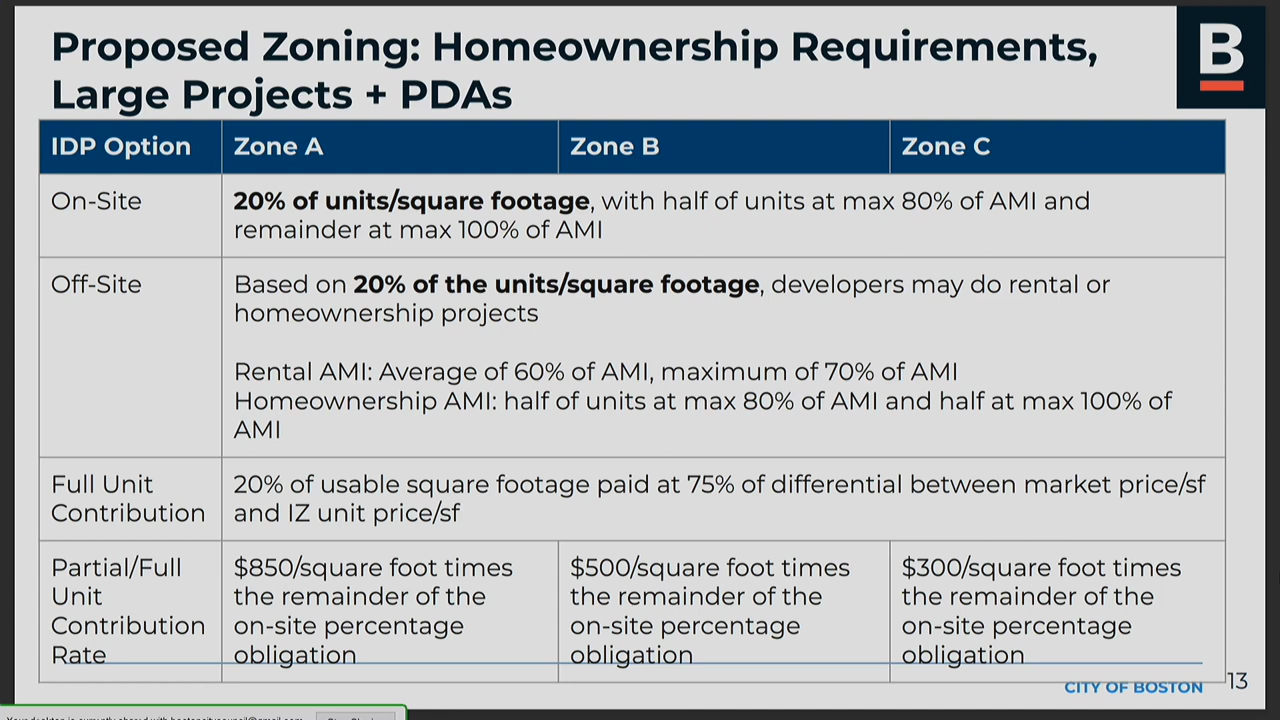 Proposed Zoning: Homeownership Requirements,
Large Projects + PDAs
B
IDP Option
Zone A
Zone B
Zone C
On-Site
20% of units/square footage, with half of units at max 80% of AMI and
remainder at max 100% of AMI
Off-Site
Based on 20% of the units/square footage, developers may do rental or
homeownership projects
Rental AMI: Average of 60% of AMI, maximum of 70% of AMI
Homeownership AMI: half of units at max 80% of AMI and half at max 100% of
AMI
Full Unit
Contribution
20% of usable square footage paid at 75% of differential between market price/sf
and IZ unit price/sf
Partial/Full
Unit
Contribution
Rate
$850/square foot times
the remainder of the
on-site percentage
obligation
$500/square foot times
the remainder of the
on-site percentage
obligation
$300/square foot times
the remainder of the
on-site percentage
obligation
CITY OF BOSTON
13